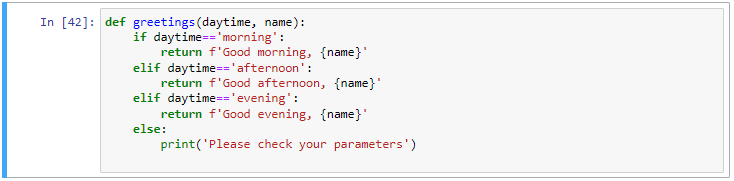 In [42]: def greetings(daytime, name):
    if daytime=='morning':
        return f'Good morning, {name}'
    elif daytime=='afternoon':
        return f'Good afternoon, {name}'
    elif daytime=='evening':
        return f'Good evening, {name}'
    else:
        print('Please check your parameters')